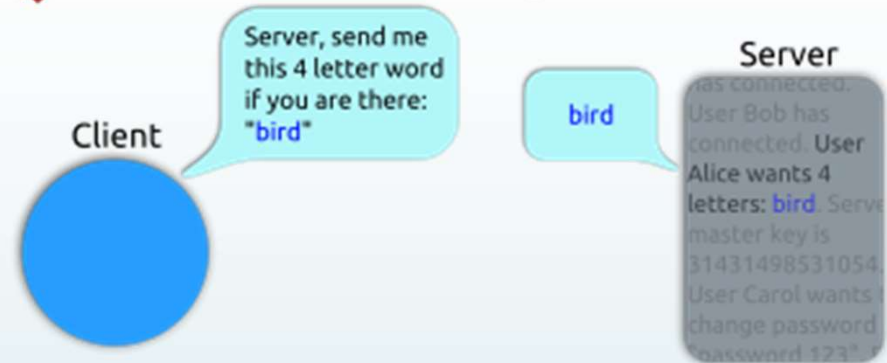 Server, send me
this 4 letter word
if you are there:
"bird"
bird
Client
Server
has connected.
User Bob has
connected. User
Alice wants 4
letters: bird. Serve
master key is
31431498531054.
User Carol wants t
change password
"password 123".